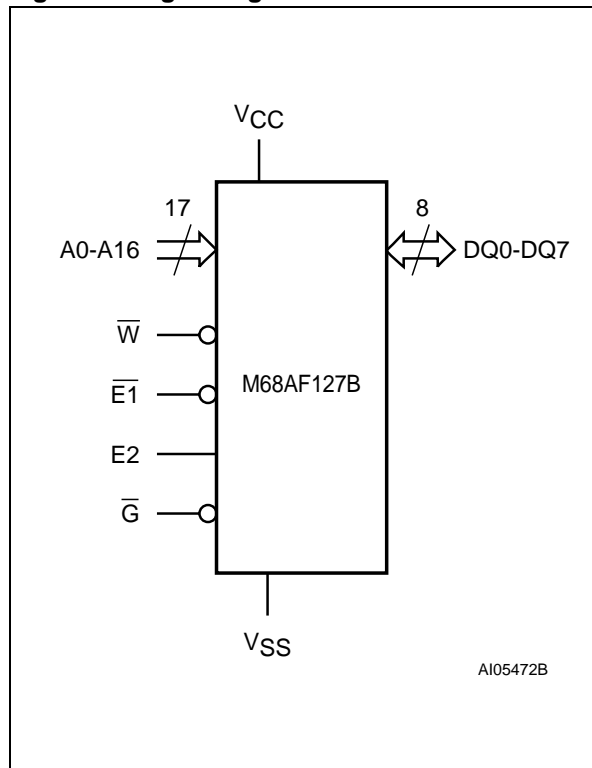 VCC
17
8
A0-A16
DQ0-DQ7
W
E1
M68AF127B
E2
G
VSS
AI05472B